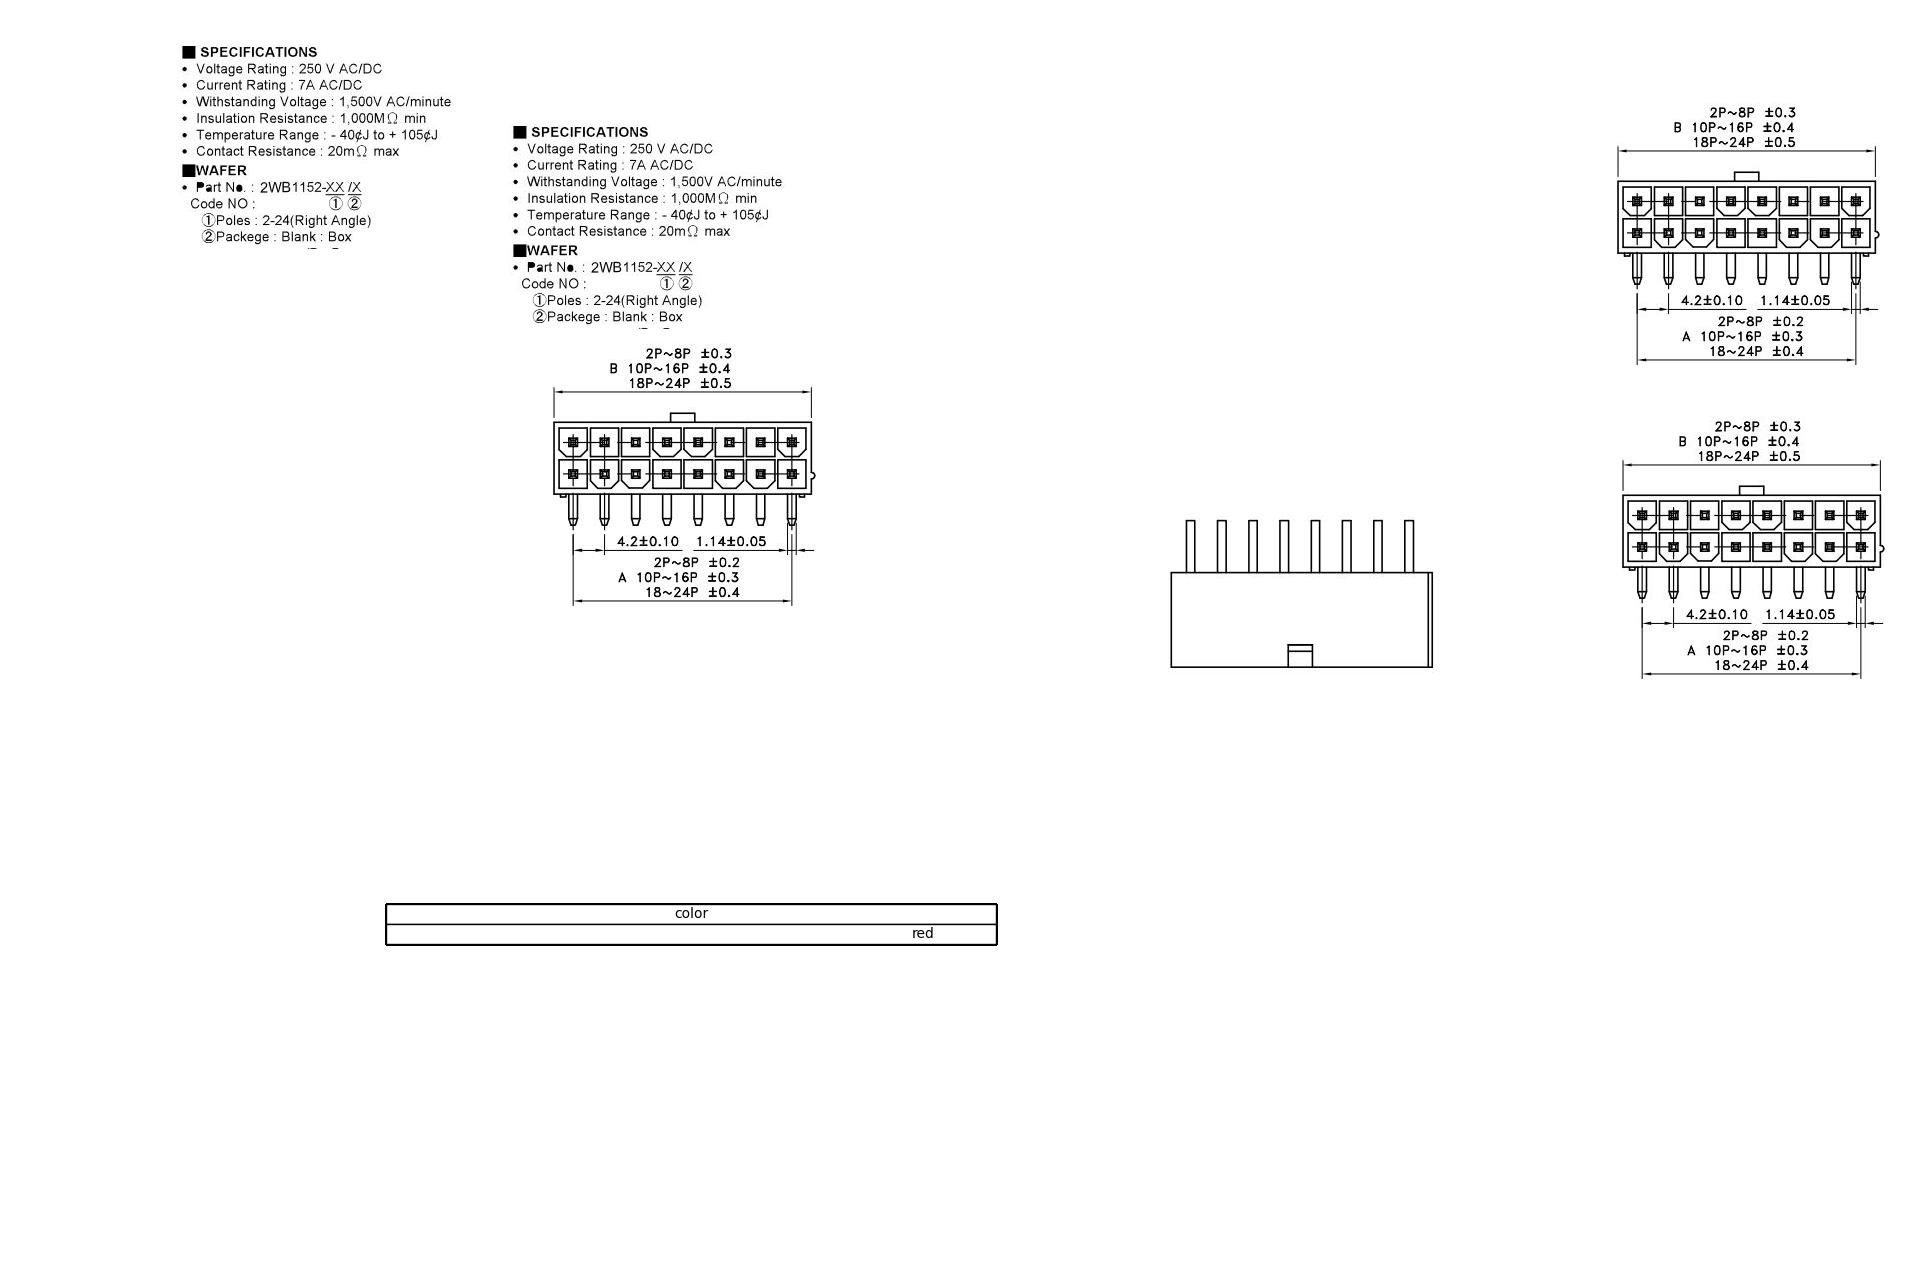 ■ SPECIFICATIONS
• Voltage Rating : 250 V AC/DC
• Current Rating : 7A AC/DC
• Withstanding Voltage : 1,500V AC/minute
• Insulation Resistance : 1,000MΩ min
• Temperature Range : - 40¢J to + 105¢J
• Contact Resistance : 20mΩ max
■WAFER
• Part No. : 2WB1152-XX /X
Code NO : ① ②
①Poles : 2-24(Right Angle)
②Packege : Blank : Box
■ SPECIFICATIONS
• Voltage Rating : 250 V AC/DC
• Current Rating : 7A AC/DC
• Withstanding Voltage : 1,500V AC/minute
• Insulation Resistance : 1,000MΩ min
• Temperature Range : - 40¢J to + 105¢J
• Contact Resistance : 20mΩ max
■WAFER
• Part No. : 2WB1152-XX /X
Code NO : ① ②
①Poles : 2-24(Right Angle)
②Packege : Blank : Box
2P~8P ±0.3
B 10P~16P ±0.4
18P~24P ±0.5
4.2±0.10 1.14±0.05
2P~8P ±0.2
A 10P~16P ±0.3
18~24P ±0.4
2P~8P ±0.3
B 10P~16P ±0.4
18P~24P ±0.5
4.2±0.10 1.14±0.05
2P~8P ±0.2
A 10P~16P ±0.3
18~24P ±0.4
2P~8P ±0.3
B 10P~16P ±0.4
18P~24P ±0.5
4.2±0.10 1.14±0.05
2P~8P ±0.2
A 10P~16P ±0.3
18~24P ±0.4
color
red